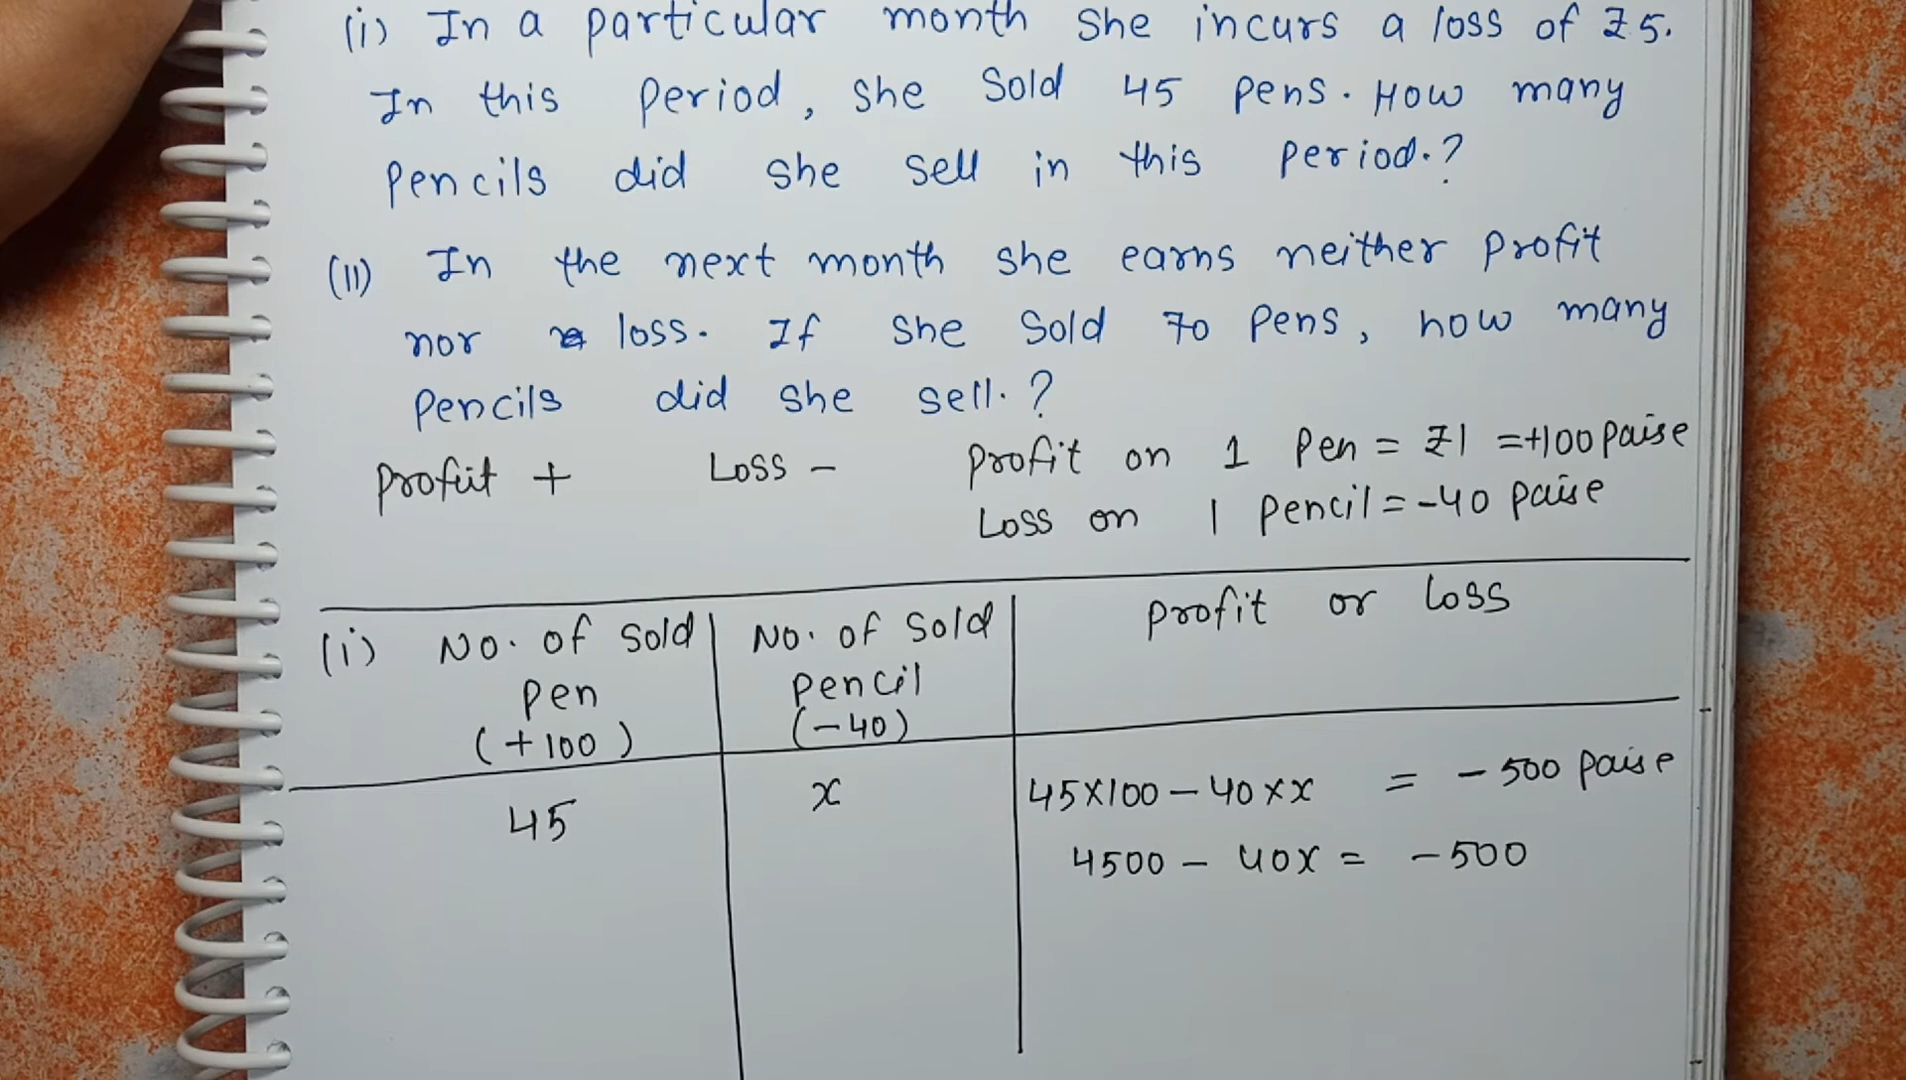 (i) In a particular month she incurs a loss of ₹5.
In this period, she sold 45 pens. How many
pencils did she sell in this period.?
(II) In the next month she earns neither profit
nor loss. If she sold 70 pens, how many
pencils did she sell.?
Profit + Loss - Profit on 1 Pen = ₹1 =+100 paise
Loss on 1 Pencil = -40 paise
(i) No. of sold No. of sold profit or loss
pen pencil
(+100) (-40)
45 x 45x100 - 40xx = - 500 paise
4500 - 40x = - 500